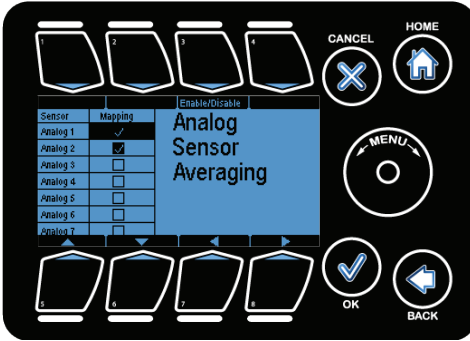 HOME
CANCEL
1
2
3
4
Enable/Disable
Sensor Mapping
Analog 1
Analog 2
Analog 3
Analog 4
Analog 5
Analog 6
Analog 7
Analog
Sensor
Averaging
MENU
5
6
7
8
OK
BACK